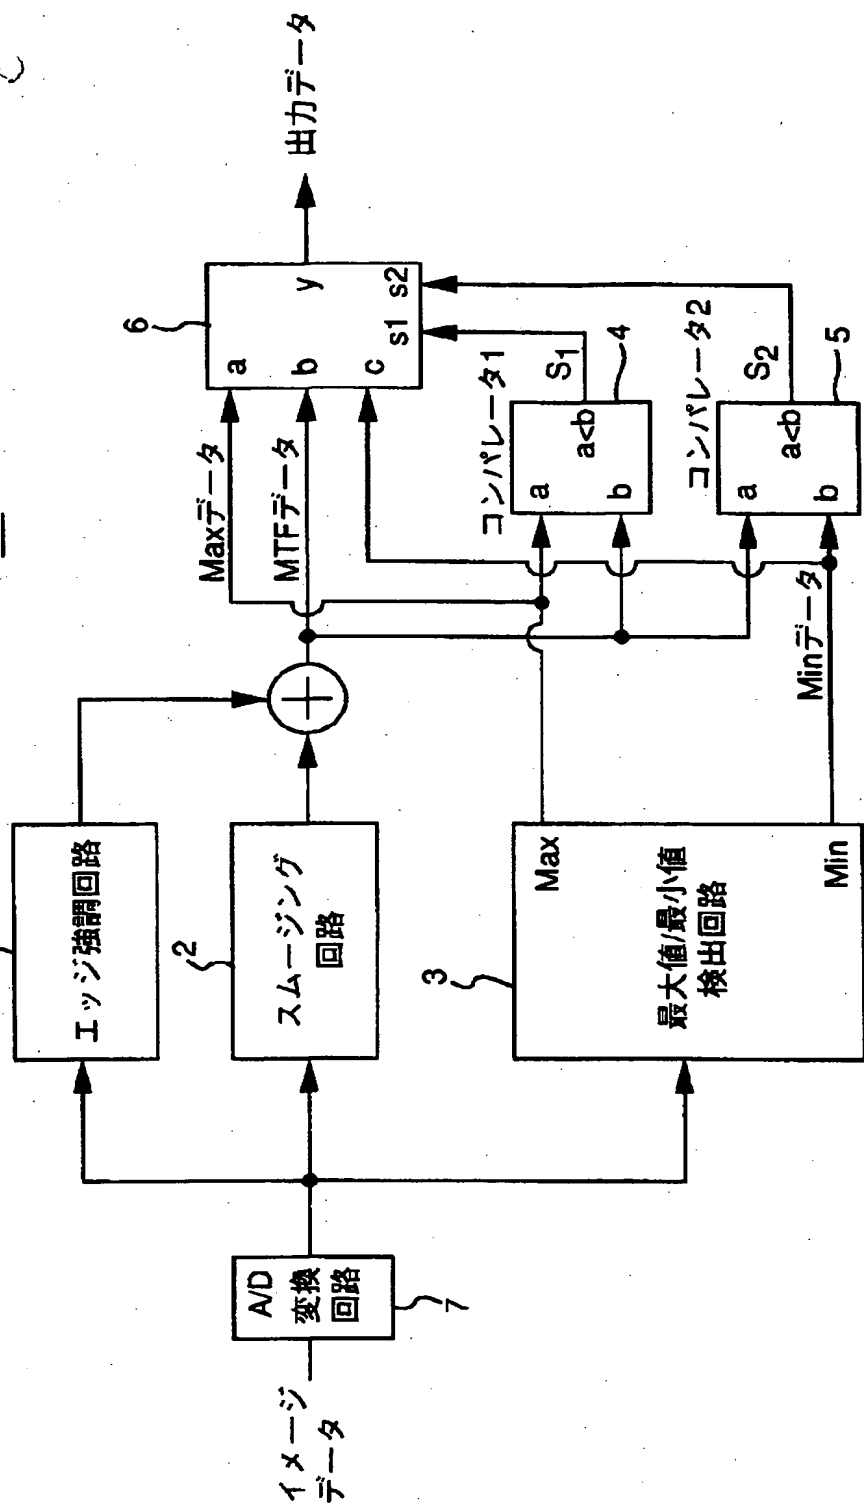 イメージ
データ
A/D
変換
回路
7
エッジ強調回路
2
スムージング
回路
3
最大値/最小値
検出回路
Max
Min
Maxデータ
MTFデータ
Minデータ
コンパレータ1
a
b
a<b
S1
4
コンパレータ2
a
b
a<b
S2
5
6
a
b
c
y
s1
s2
出力データ